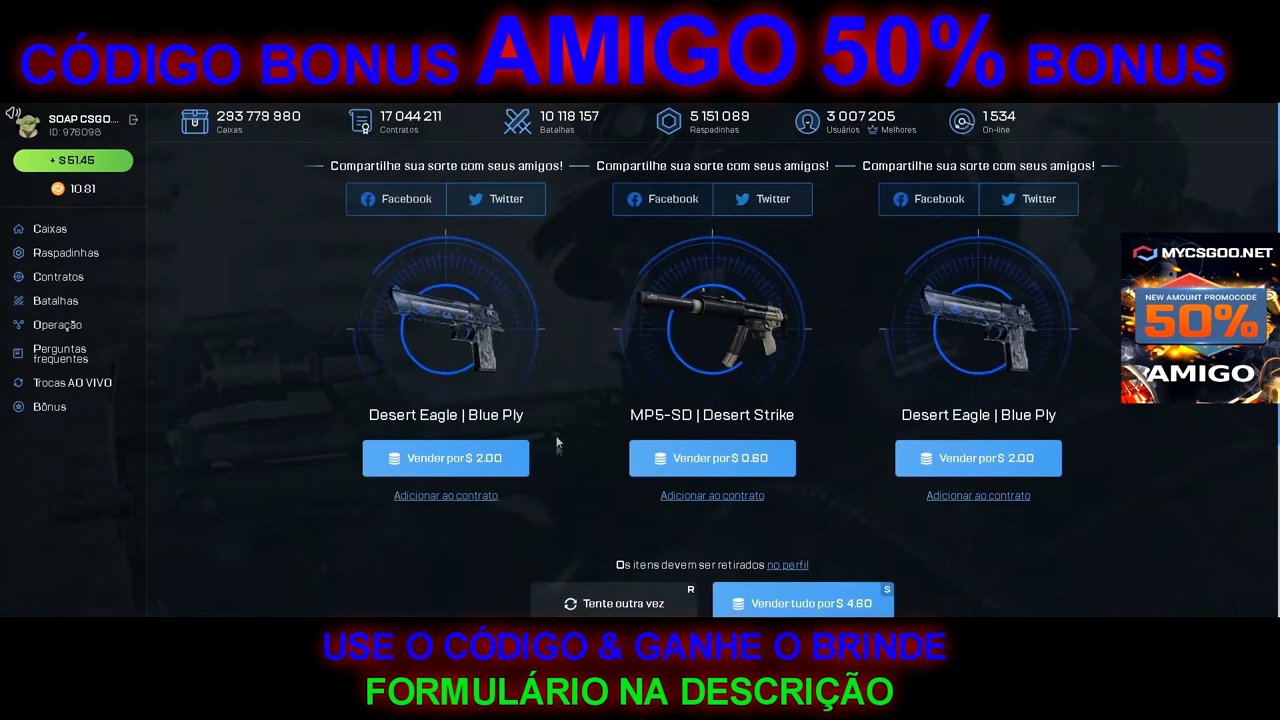 CÓDIGO BONUS AMIGO 50% BONUS
SOAP CSGO....
ID: 976098
+ $ 51.45
10.81
293 779 980
Caixas
17 044 211
Contratos
10 118 157
Batalhas
5 151 089
Raspadinhas
3 007 205
Usuários Melhores
1 534
On-line
Caixas
Raspadinhas
Contratos
Batalhas
Operação
Perguntas
frequentes
Trocas AO VIVO
Bônus
Compartilhe sua sorte com seus amigos!
Facebook Twitter
Desert Eagle | Blue Ply
Vender por $ 2.00
Adicionar ao contrato
Compartilhe sua sorte com seus amigos!
Facebook Twitter
MP5-SD | Desert Strike
Vender por $ 0.60
Adicionar ao contrato
Compartilhe sua sorte com seus amigos!
Facebook Twitter
Desert Eagle | Blue Ply
Vender por $ 2.00
Adicionar ao contrato
MYCSGOO.NET
NEW AMOUNT PROMOCODE
50%
AMIGO
Os itens devem ser retirados no perfil
Tente outra vez R
Vender tudo por $ 4.60 S
USE O CÓDIGO & GANHE O BRINDE
FORMULÁRIO NA DESCRIÇÃO